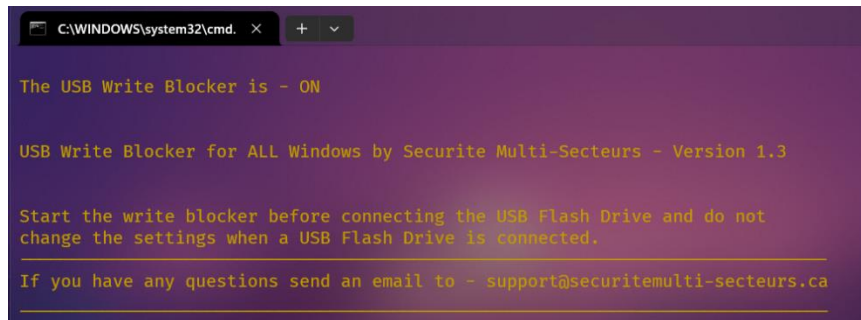 C:\WINDOWS\system32\cmd.
The USB Write Blocker is - ON
USB Write Blocker for ALL Windows by Securite Multi-Secteurs - Version 1.3
Start the write blocker before connecting the USB Flash Drive and do not
change the settings when a USB Flash Drive is connected.
If you have any questions send an email to - support@securitemulti-secteurs.ca